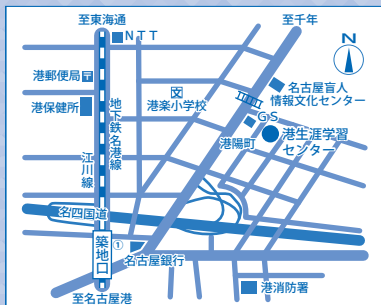 至東海通
至千年
NTT
N
港郵便局〒
文
港楽小学校
名古屋盲人
情報文化センター
港保健所
地下鉄名港線
GS
港陽町
港生涯学習
センター
江川線
名四国道
築地口
①
名古屋銀行
港消防署
至名古屋港